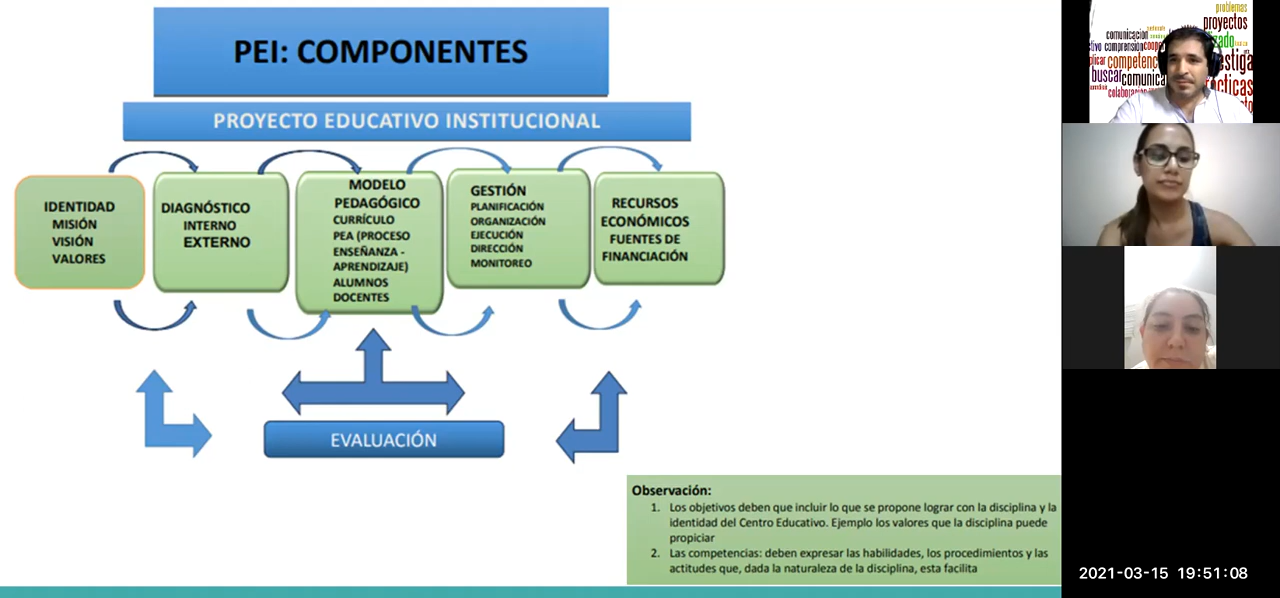 PEI: COMPONENTES
PROYECTO EDUCATIVO INSTITUCIONAL
IDENTIDAD
MISIÓN
VISIÓN
VALORES
DIAGNÓSTICO
INTERNO
EXTERNO
MODELO
PEDAGÓGICO
CURRÍCULO
PEA (PROCESO
ENSEÑANZA -
APRENDIZAJE)
ALUMNOS
DOCENTES
GESTIÓN
PLANIFICACIÓN
ORGANIZACIÓN
EJECUCIÓN
DIRECCIÓN
MONITOREO
RECURSOS
ECONÓMICOS
FUENTES DE
FINANCIACIÓN
EVALUACIÓN
Observación:
1. Los objetivos deben que incluir lo que se propone lograr con la disciplina y la
identidad del Centro Educativo. Ejemplo los valores que la disciplina puede
propiciar
2. Las competencias: deben expresar las habilidades, los procedimientos y las
actitudes que, dada la naturaleza de la disciplina, esta facilita
problemas
proyectos
comunicación
comprensión
buscar
2021-03-15 19:51:08